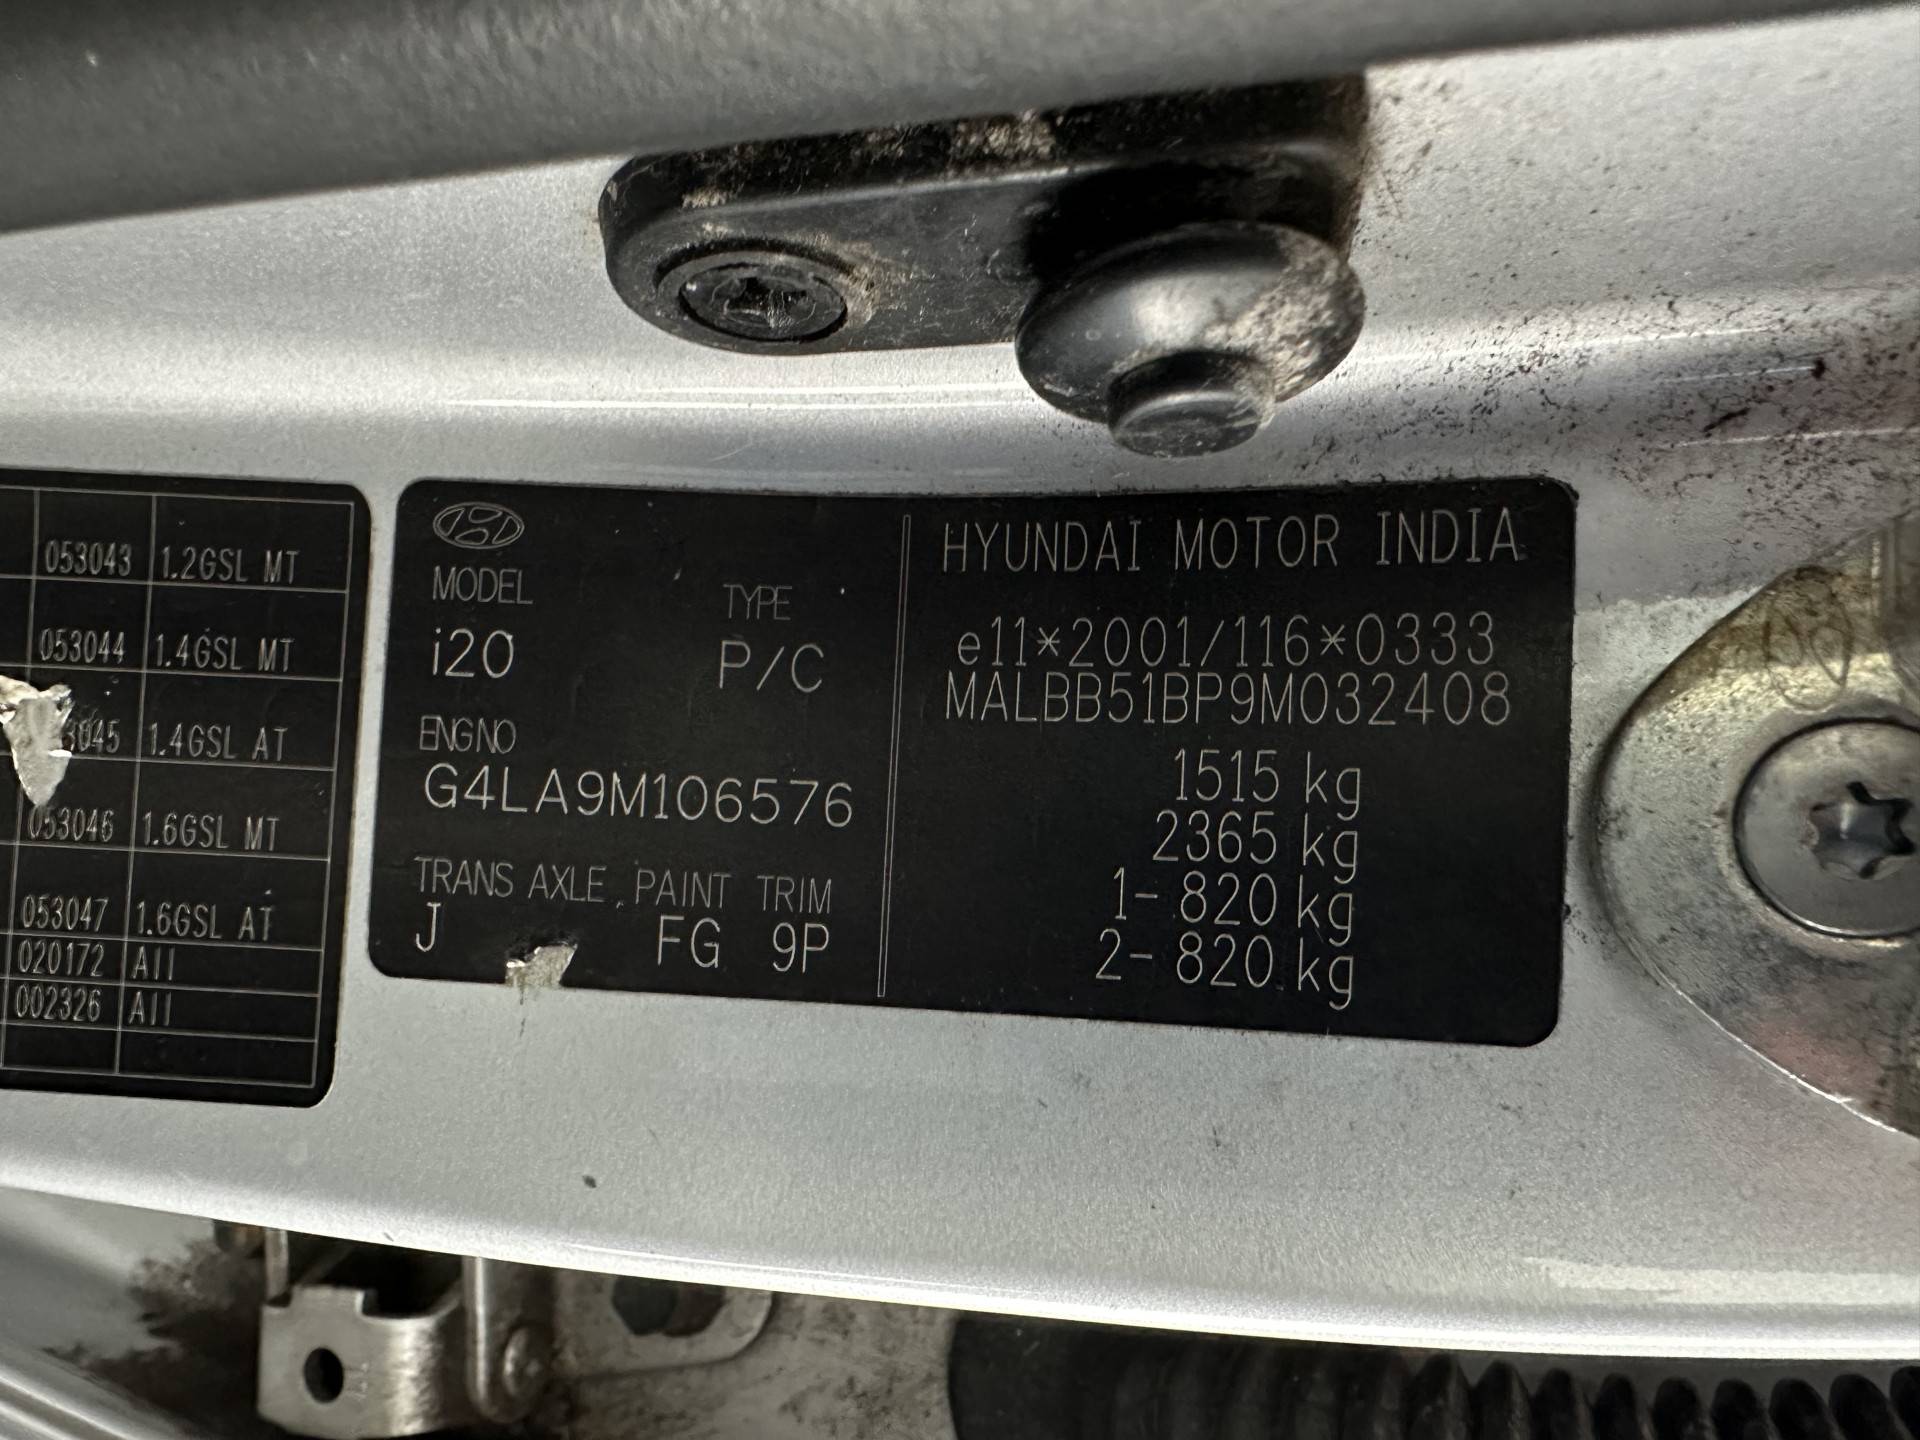 053043 1.2GSL MT
053044 1.4GSL MT
1.4GSL AT
053046 1.6GSL MT
053047 1.6GSL AT
020172 All
002326 All
MODEL TYPE
i20 P/C
ENG NO
G4LA9M106576
TRANS AXLE PAINT TRIM
J FG 9P
HYUNDAI MOTOR INDIA
e11*2001/116*0333
MALBB51BP9M032408
1515 kg
2365 kg
1- 820 kg
2- 820 kg